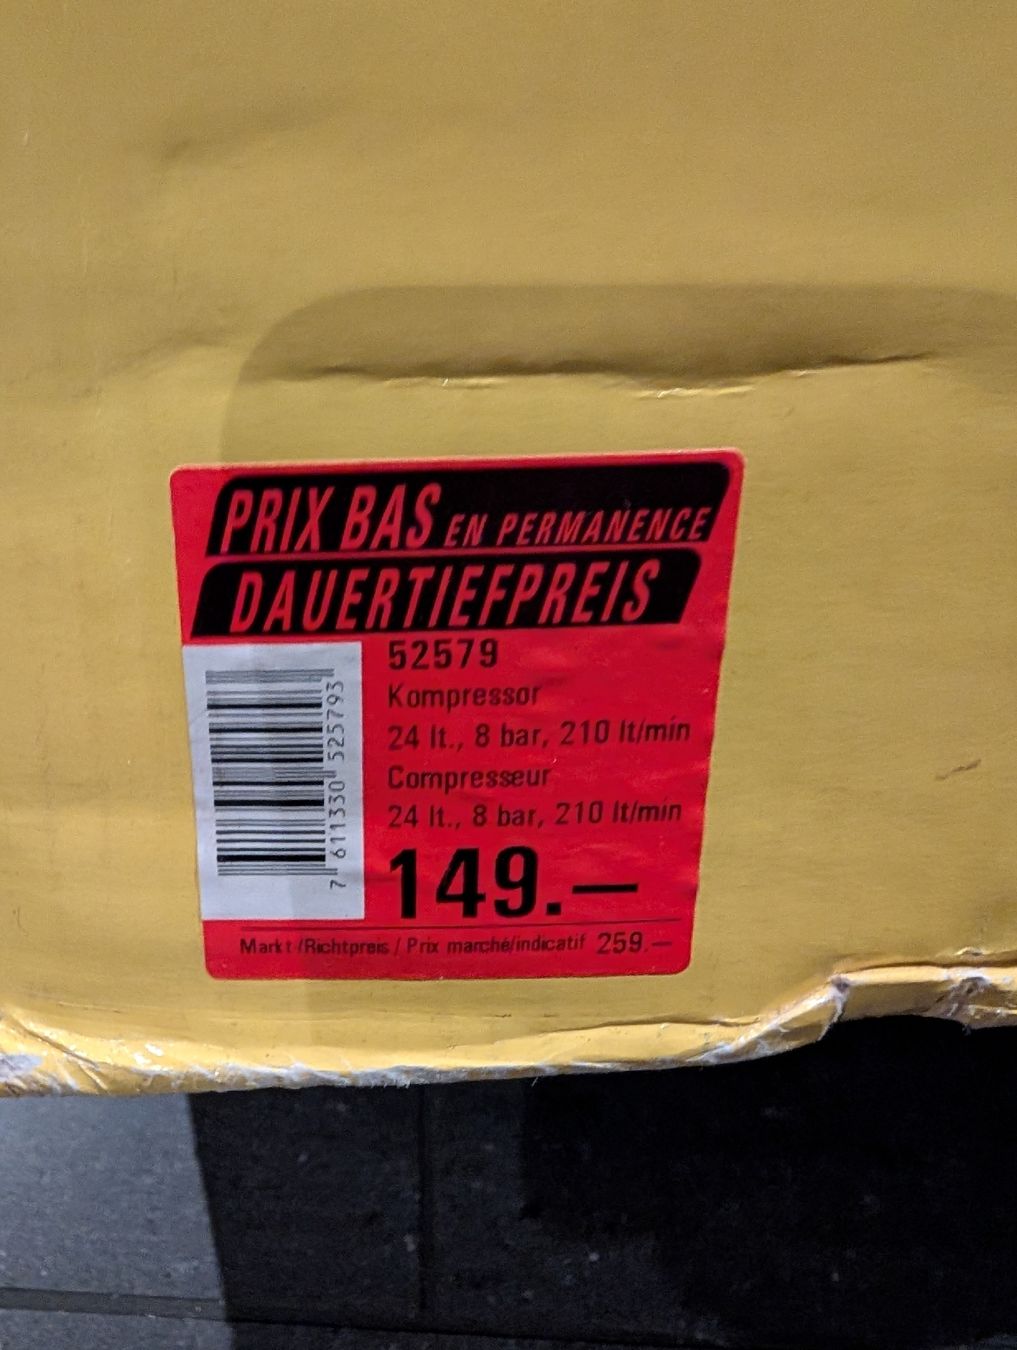 PRIX BAS EN PERMANENCE
DAUERTIEFPREIS
52579
Kompressor
24 lt., 8 bar, 210 lt/min
Compresseur
24 lt., 8 bar, 210 lt/min
149.—
Markt/Richtpreis / Prix marché/indicatif 259.—
7 611330 525793